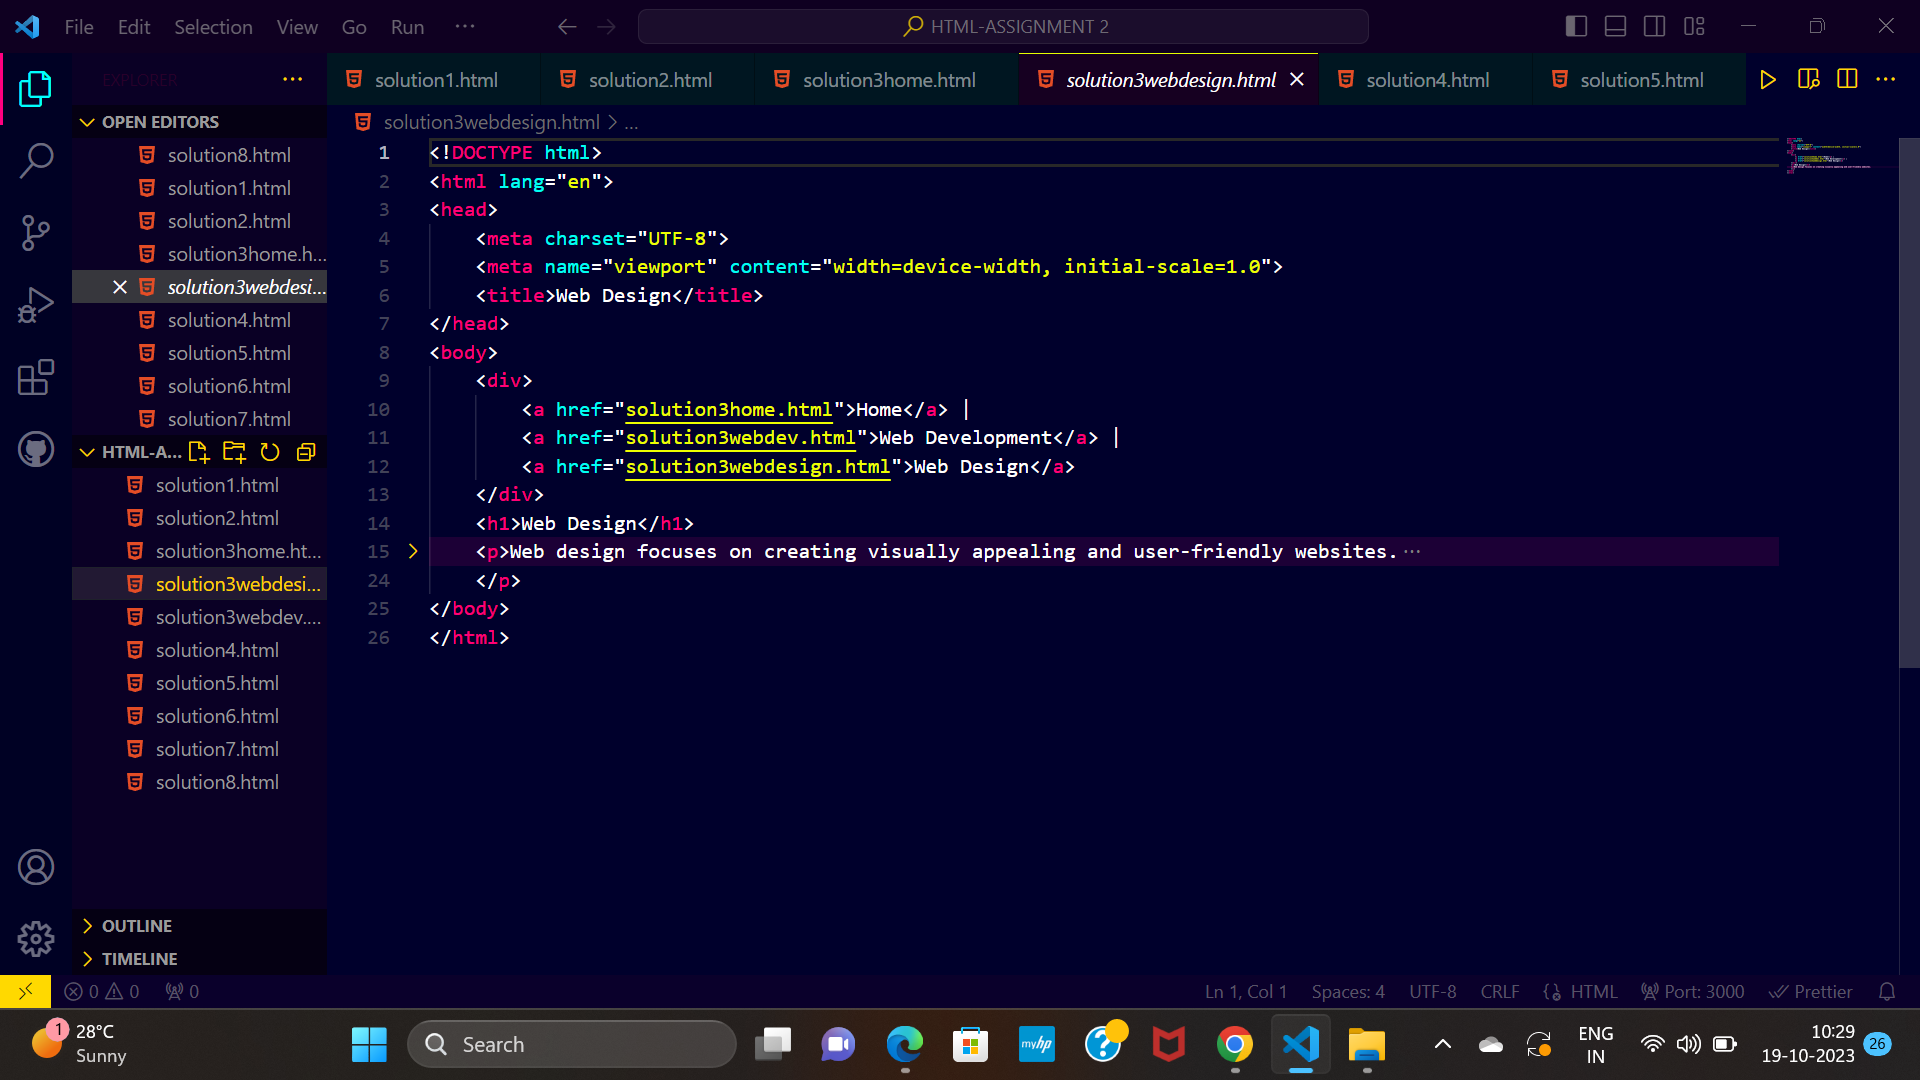 File Edit Selection View Go Run ... HTML-ASSIGNMENT 2
EXPLORER
solution1.html solution2.html solution3home.html solution3webdesign.html solution4.html solution5.html
OPEN EDITORS
solution8.html
solution1.html
solution2.html
solution3home.h...
solution3webdesi...
solution4.html
solution5.html
solution6.html
solution7.html
HTML-A...
solution1.html
solution2.html
solution3home.ht...
solution3webdesi...
solution3webdev....
solution4.html
solution5.html
solution6.html
solution7.html
solution8.html
OUTLINE
TIMELINE
solution3webdesign.html > ...
1 <!DOCTYPE html>
2 <html lang="en">
3 <head>
4 <meta charset="UTF-8">
5 <meta name="viewport" content="width=device-width, initial-scale=1.0">
6 <title>Web Design</title>
7 </head>
8 <body>
9 <div>
10 <a href="solution3home.html">Home</a> |
11 <a href="solution3webdev.html">Web Development</a> |
12 <a href="solution3webdesign.html">Web Design</a>
13 </div>
14 <h1>Web Design</h1>
15 <p>Web design focuses on creating visually appealing and user-friendly websites. ...
24 </p>
25 </body>
26 </html>
0 0 0 Ln 1, Col 1 Spaces: 4 UTF-8 CRLF {} HTML Port: 3000 Prettier
1 28°C
Sunny
Search
myhp
ENG
IN
10:29
19-10-2023
26